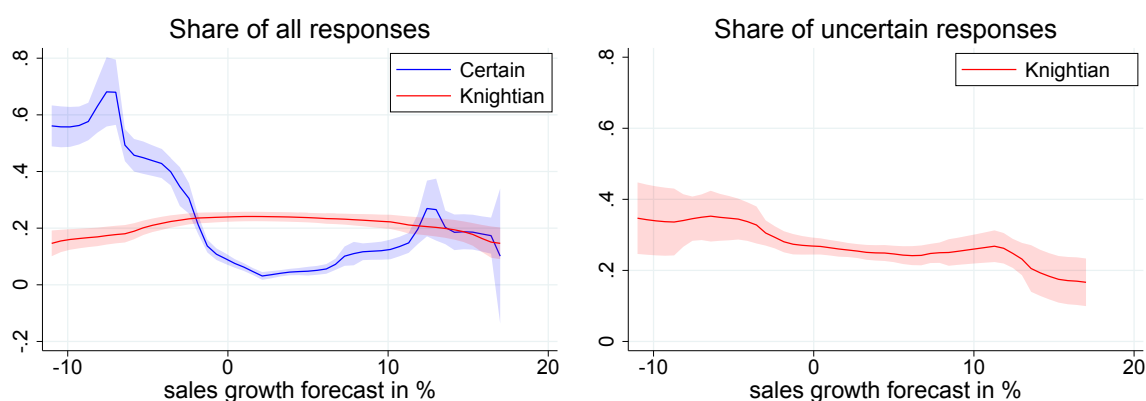 Share of all responses
.8
.6
.4
.2
0
-.2
Certain
Knightian
-10
0
10
20
sales growth forecast in %
Share of uncertain responses
.8
.6
.4
.2
0
Knightian
-10
0
10
20
sales growth forecast in %